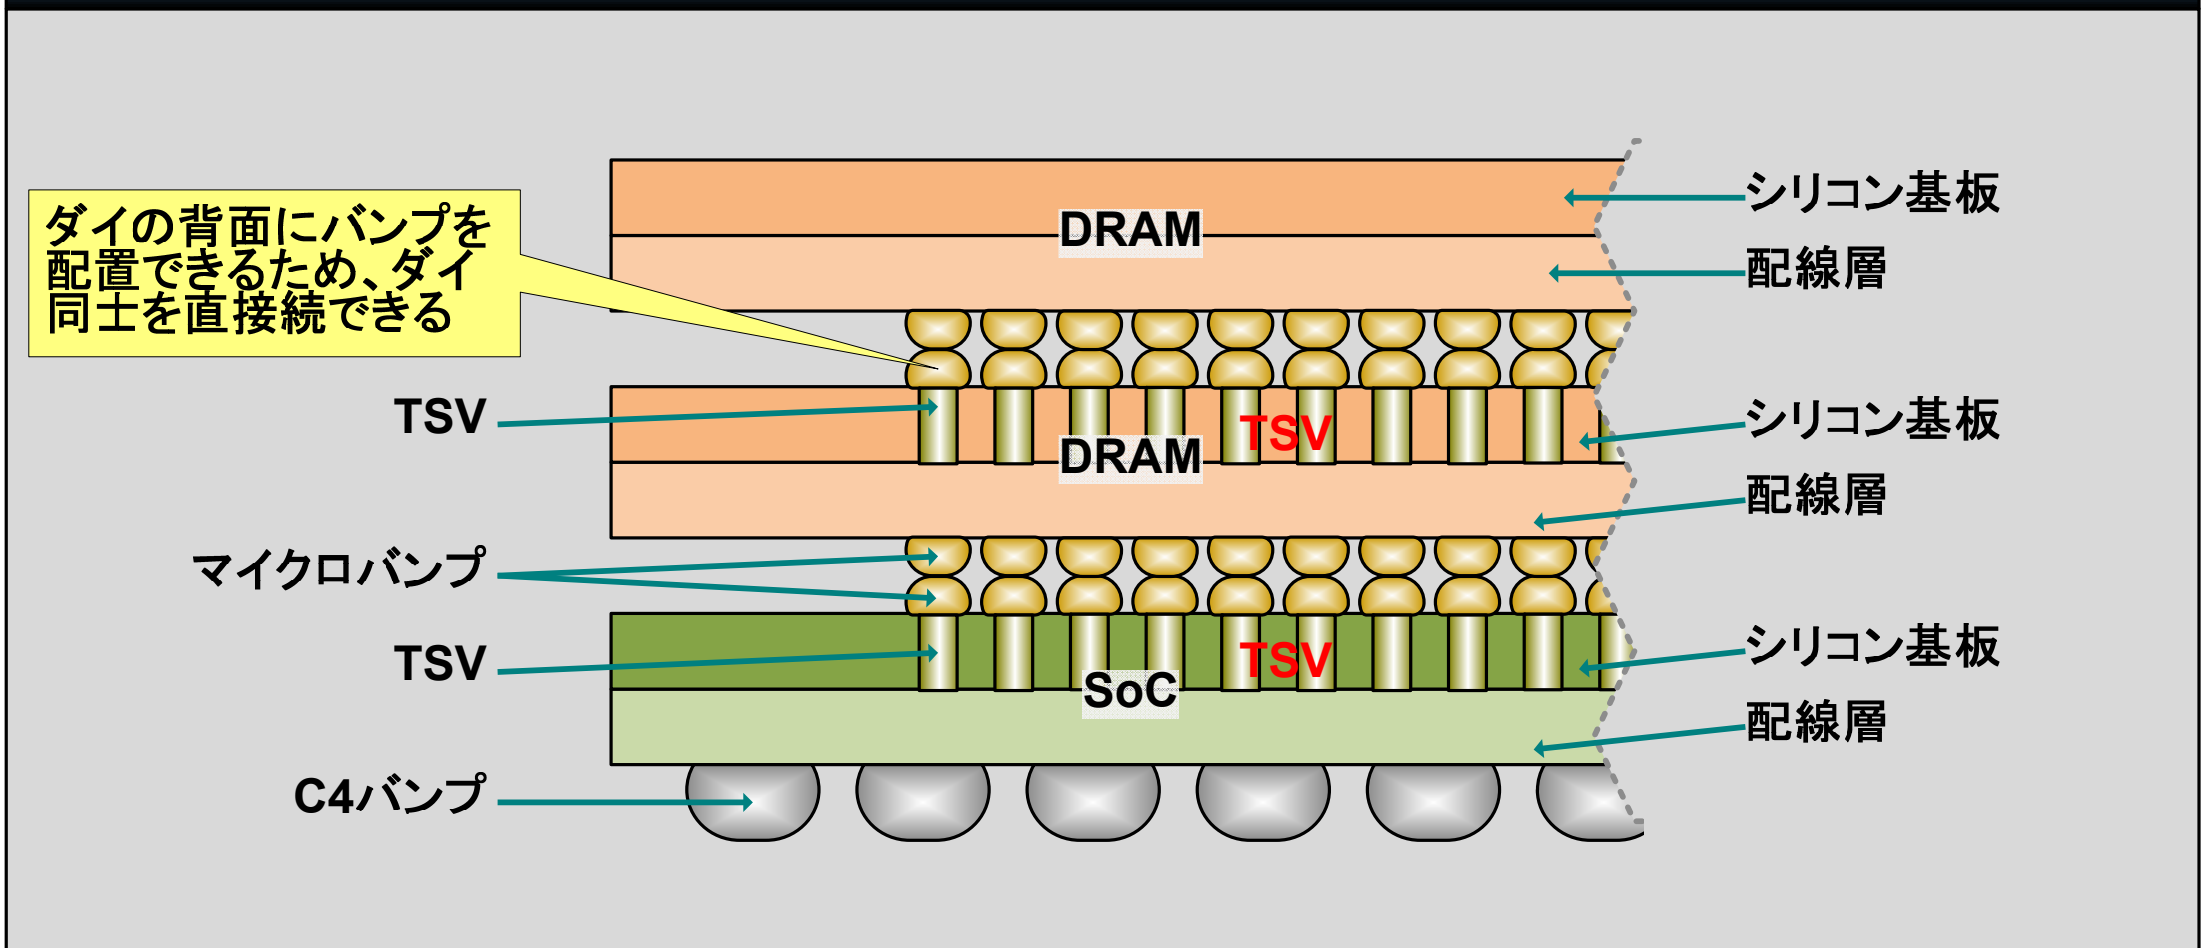 シリコン基板
DRAM
配線層
ダイの背面にバンプを
配置できるため、ダイ
同士を直接続できる
TSV
TSV
シリコン基板
DRAM
配線層
マイクロバンプ
TSV
TSV
シリコン基板
SoC
配線層
C4バンプ